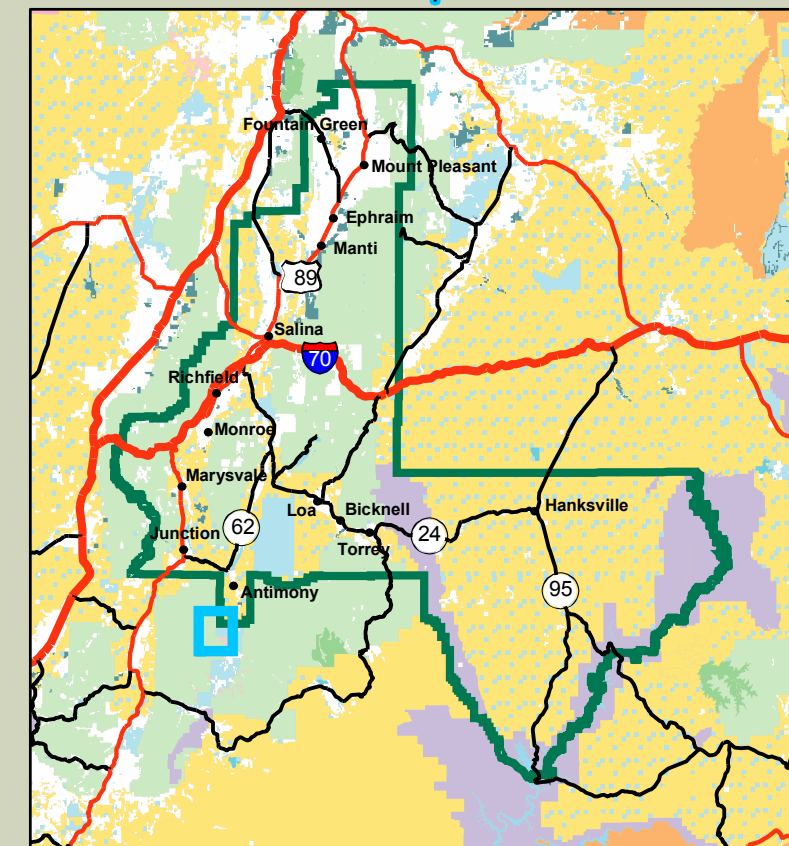 Fountain Green
Mount Pleasant
Ephraim
Manti
89
Salina
70
Richfield
Monroe
Marysvale
Loa
Bicknell
Hanksville
62
24
Junction
Torrey
Antimony
95